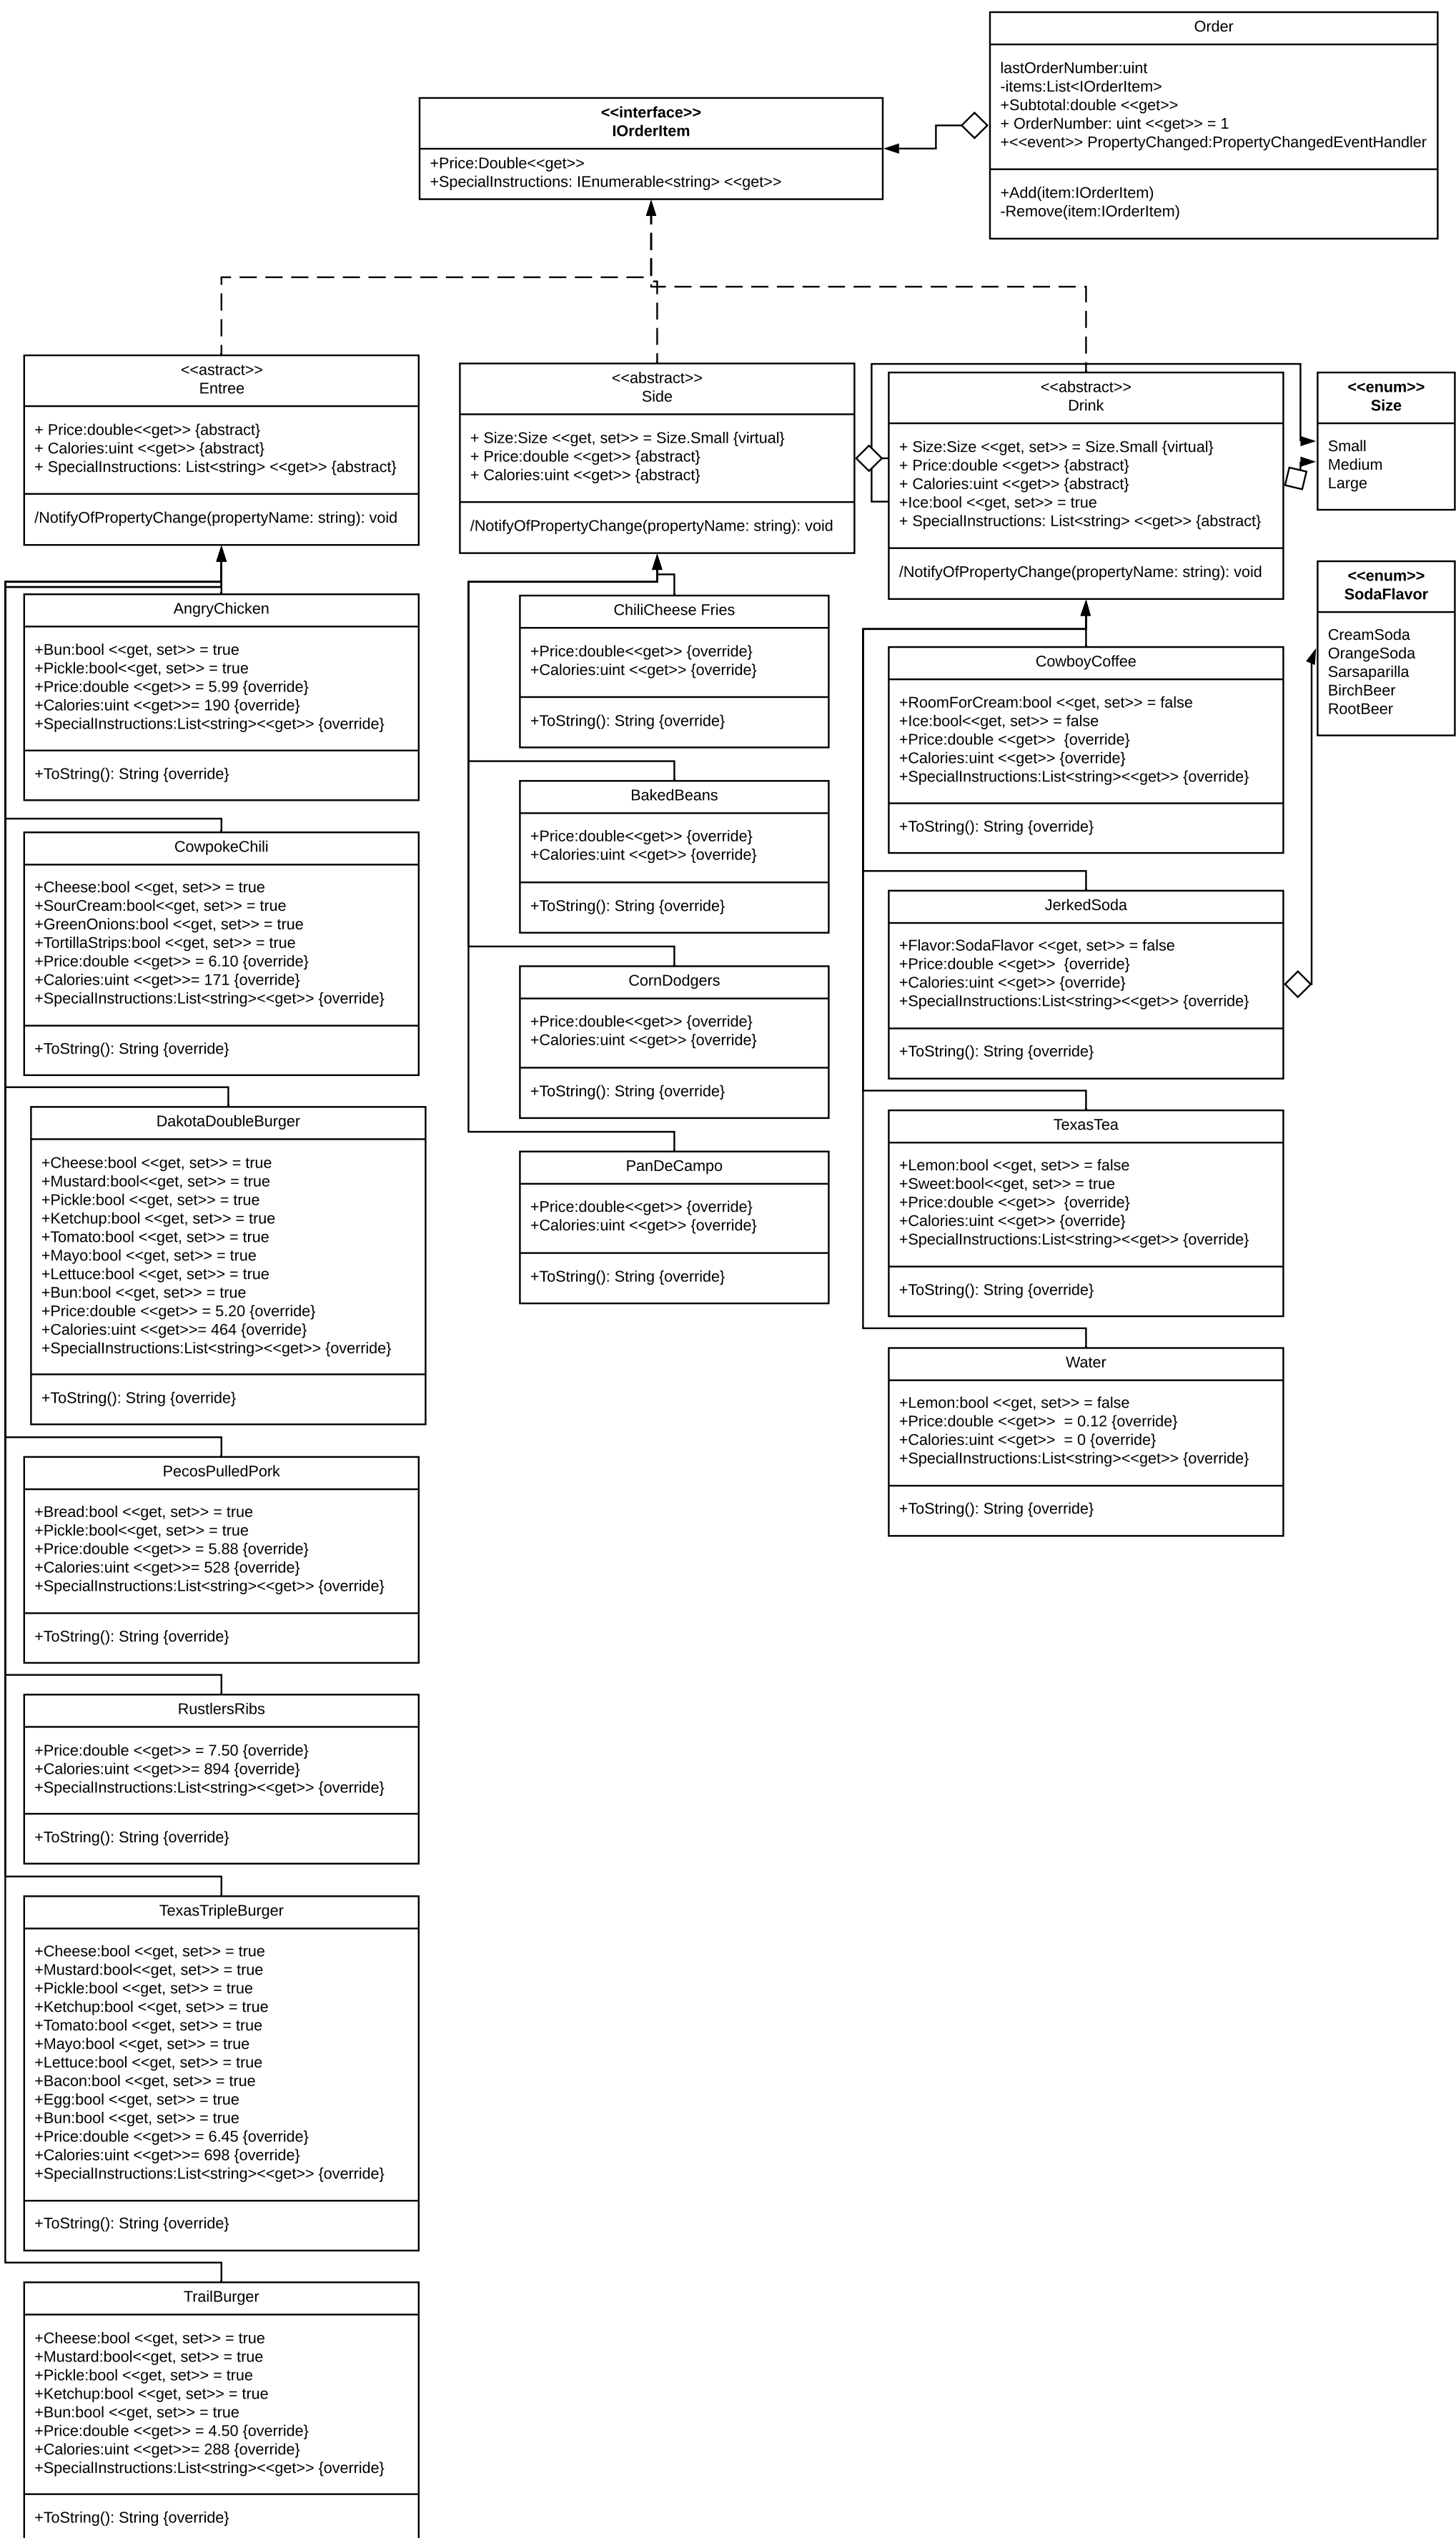 Order
lastOrderNumber:uint
-items:List<IOrderItem>
+Subtotal:double <<get>>
+ OrderNumber: uint <<get>> = 1
+<<event>> PropertyChanged:PropertyChangedEventHandler
+Add(item:IOrderItem)
-Remove(item:IOrderItem)
<<interface>>
IOrderItem
+Price:Double<<get>>
+SpecialInstructions: IEnumerable<string> <<get>>
<<astract>>
Entree
+ Price:double<<get>> {abstract}
+ Calories:uint <<get>> {abstract}
+ SpecialInstructions: List<string> <<get>> {abstract}
/NotifyOfPropertyChange(propertyName: string): void
AngryChicken
+Bun:bool <<get, set>> = true
+Pickle:bool<<get, set>> = true
+Price:double <<get>> = 5.99 {override}
+Calories:uint <<get>>= 190 {override}
+SpecialInstructions:List<string><<get>> {override}
+ToString(): String {override}
CowpokeChili
+Cheese:bool <<get, set>> = true
+SourCream:bool<<get, set>> = true
+GreenOnions:bool <<get, set>> = true
+TortillaStrips:bool <<get, set>> = true
+Price:double <<get>> = 6.10 {override}
+Calories:uint <<get>>= 171 {override}
+SpecialInstructions:List<string><<get>> {override}
+ToString(): String {override}
DakotaDoubleBurger
+Cheese:bool <<get, set>> = true
+Mustard:bool<<get, set>> = true
+Pickle:bool <<get, set>> = true
+Ketchup:bool <<get, set>> = true
+Tomato:bool <<get, set>> = true
+Mayo:bool <<get, set>> = true
+Lettuce:bool <<get, set>> = true
+Bun:bool <<get, set>> = true
+Price:double <<get>> = 5.20 {override}
+Calories:uint <<get>>= 464 {override}
+SpecialInstructions:List<string><<get>> {override}
+ToString(): String {override}
PecosPulledPork
+Bread:bool <<get, set>> = true
+Pickle:bool<<get, set>> = true
+Price:double <<get>> = 5.88 {override}
+Calories:uint <<get>>= 528 {override}
+SpecialInstructions:List<string><<get>> {override}
+ToString(): String {override}
RustlersRibs
+Price:double <<get>> = 7.50 {override}
+Calories:uint <<get>>= 894 {override}
+SpecialInstructions:List<string><<get>> {override}
+ToString(): String {override}
TexasTripleBurger
+Cheese:bool <<get, set>> = true
+Mustard:bool<<get, set>> = true
+Pickle:bool <<get, set>> = true
+Ketchup:bool <<get, set>> = true
+Tomato:bool <<get, set>> = true
+Mayo:bool <<get, set>> = true
+Lettuce:bool <<get, set>> = true
+Bacon:bool <<get, set>> = true
+Egg:bool <<get, set>> = true
+Bun:bool <<get, set>> = true
+Price:double <<get>> = 6.45 {override}
+Calories:uint <<get>>= 698 {override}
+SpecialInstructions:List<string><<get>> {override}
+ToString(): String {override}
TrailBurger
+Cheese:bool <<get, set>> = true
+Mustard:bool<<get, set>> = true
+Pickle:bool <<get, set>> = true
+Ketchup:bool <<get, set>> = true
+Bun:bool <<get, set>> = true
+Price:double <<get>> = 4.50 {override}
+Calories:uint <<get>>= 288 {override}
+SpecialInstructions:List<string><<get>> {override}
+ToString(): String {override}
<<abstract>>
Side
+ Size:Size <<get, set>> = Size.Small {virtual}
+ Price:double <<get>> {abstract}
+ Calories:uint <<get>> {abstract}
/NotifyOfPropertyChange(propertyName: string): void
ChiliCheese Fries
+Price:double<<get>> {override}
+Calories:uint <<get>> {override}
+ToString(): String {override}
BakedBeans
+Price:double<<get>> {override}
+Calories:uint <<get>> {override}
+ToString(): String {override}
CornDodgers
+Price:double<<get>> {override}
+Calories:uint <<get>> {override}
+ToString(): String {override}
PanDeCampo
+Price:double<<get>> {override}
+Calories:uint <<get>> {override}
+ToString(): String {override}
<<abstract>>
Drink
+ Size:Size <<get, set>> = Size.Small {virtual}
+ Price:double <<get>> {abstract}
+ Calories:uint <<get>> {abstract}
+Ice:bool <<get, set>> = true
+ SpecialInstructions: List<string> <<get>> {abstract}
/NotifyOfPropertyChange(propertyName: string): void
CowboyCoffee
+RoomForCream:bool <<get, set>> = false
+Ice:bool<<get, set>> = false
+Price:double <<get>>  {override}
+Calories:uint <<get>> {override}
+SpecialInstructions:List<string><<get>> {override}
+ToString(): String {override}
JerkedSoda
+Flavor:SodaFlavor <<get, set>> = false
+Price:double <<get>>  {override}
+Calories:uint <<get>> {override}
+SpecialInstructions:List<string><<get>> {override}
+ToString(): String {override}
TexasTea
+Lemon:bool <<get, set>> = false
+Sweet:bool<<get, set>> = true
+Price:double <<get>>  {override}
+Calories:uint <<get>> {override}
+SpecialInstructions:List<string><<get>> {override}
+ToString(): String {override}
Water
+Lemon:bool <<get, set>> = false
+Price:double <<get>>  = 0.12 {override}
+Calories:uint <<get>>  = 0 {override}
+SpecialInstructions:List<string><<get>> {override}
+ToString(): String {override}
<<enum>>
Size
Small
Medium
Large
<<enum>>
SodaFlavor
CreamSoda
OrangeSoda
Sarsaparilla
BirchBeer
RootBeer